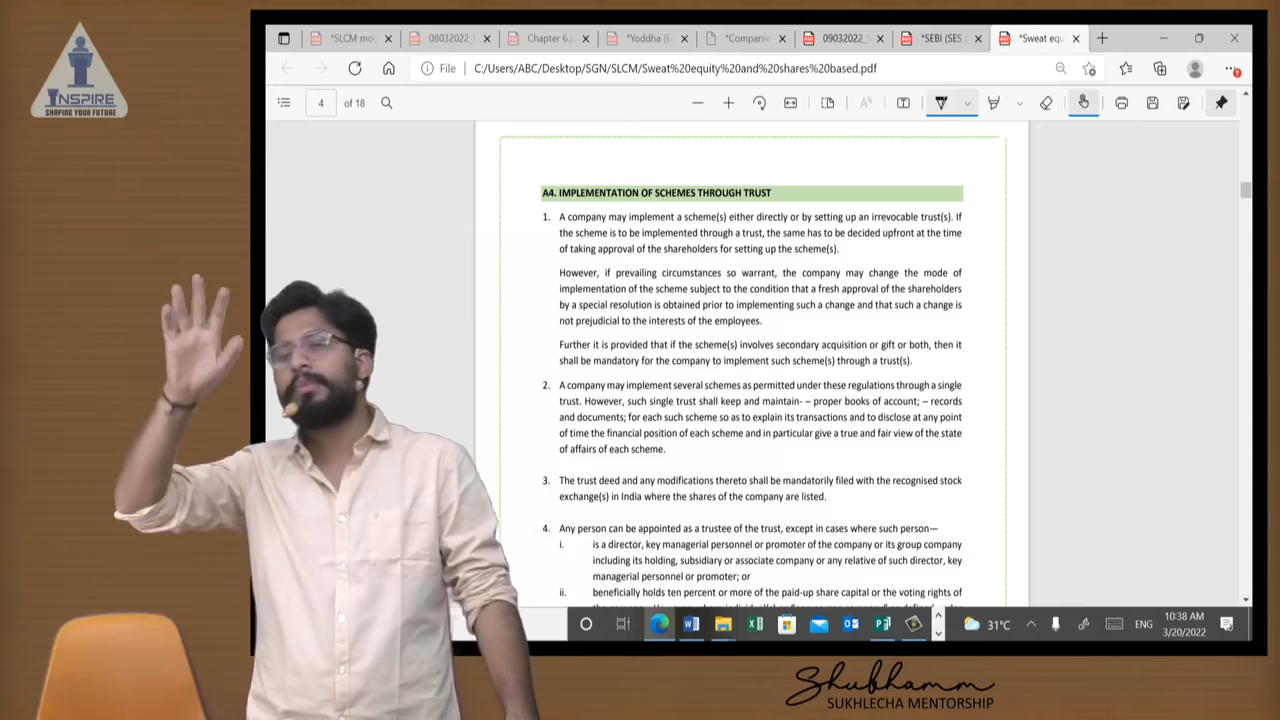 INSPIRE
SHAPING YOUR FUTURE
*SLCM mo
08032022_
Chapter 6.
*Yoddha (E
*Companie
09032022_
*SEBI (SES
*Sweat equ
File
C:/Users/ABC/Desktop/SGN/SLCM/Sweat%20equity%20and%20shares%20based.pdf
4 of 18
A4. IMPLEMENTATION OF SCHEMES THROUGH TRUST
1. A company may implement a scheme(s) either directly or by setting up an irrevocable trust(s). If
the scheme is to be implemented through a trust, the same has to be decided upfront at the time
of taking approval of the shareholders for setting up the scheme(s).
However, if prevailing circumstances so warrant, the company may change the mode of
implementation of the scheme subject to the condition that a fresh approval of the shareholders
by a special resolution is obtained prior to implementing such a change and that such a change is
not prejudicial to the interests of the employees.
Further it is provided that if the scheme(s) involves secondary acquisition or gift or both, then it
shall be mandatory for the company to implement such scheme(s) through a trust(s).
2. A company may implement several schemes as permitted under these regulations through a single
trust. However, such single trust shall keep and maintain- – proper books of account; – records
and documents; for each such scheme so as to explain its transactions and to disclose at any point
of time the financial position of each scheme and in particular give a true and fair view of the state
of affairs of each scheme.
3. The trust deed and any modifications thereto shall be mandatorily filed with the recognised stock
exchange(s) in India where the shares of the company are listed.
4. Any person can be appointed as a trustee of the trust, except in cases where such person—
i. is a director, key managerial personnel or promoter of the company or its group company
including its holding, subsidiary or associate company or any relative of such director, key
managerial personnel or promoter; or
ii. beneficially holds ten percent or more of the paid-up share capital or the voting rights of
31°C
ENG
10:38 AM
3/20/2022
Shubhamm
SUKHLECHA MENTORSHIP